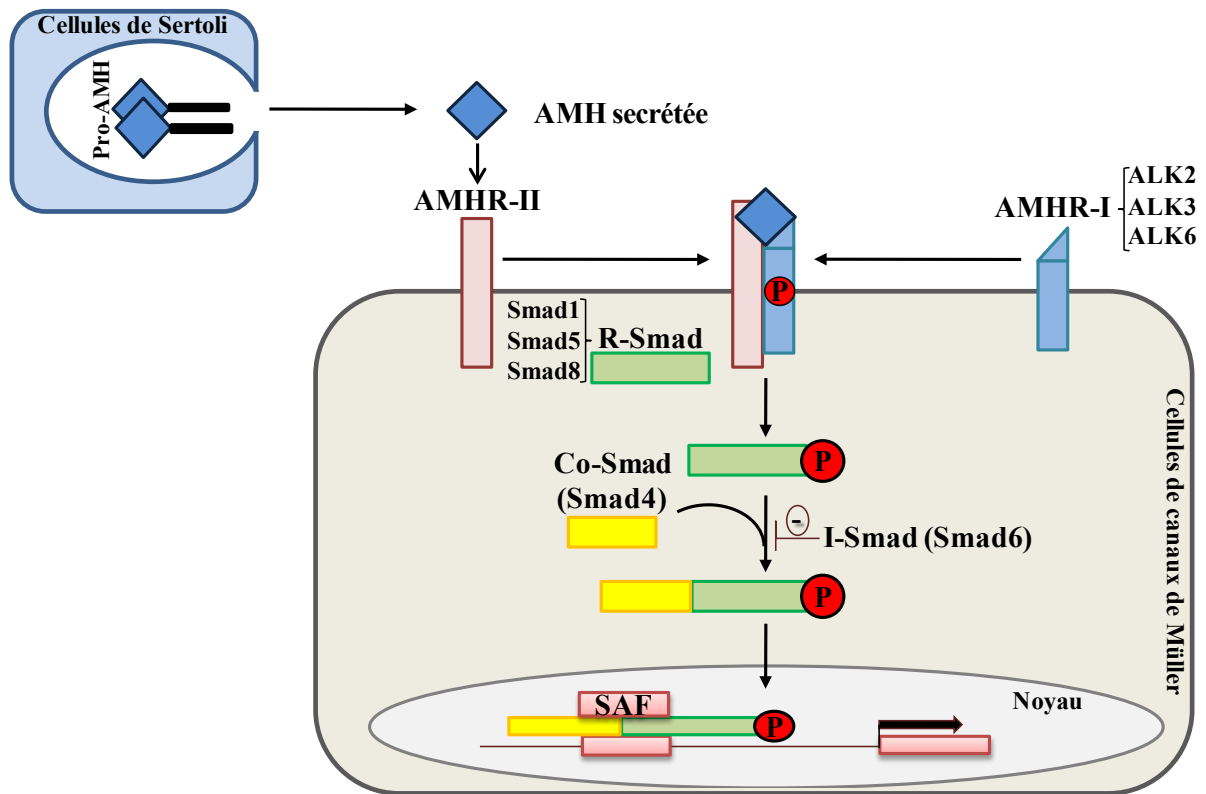 Cellules de Sertoli
Pro-AMH
AMH secrétée
AMHR-II
AMHR-I
ALK2
ALK3
ALK6
P
Smad1
Smad5
Smad8
R-Smad
P
Co-Smad
(Smad4)
-
I-Smad (Smad6)
P
Cellules de canaux de Müller
Noyau
SAF
P